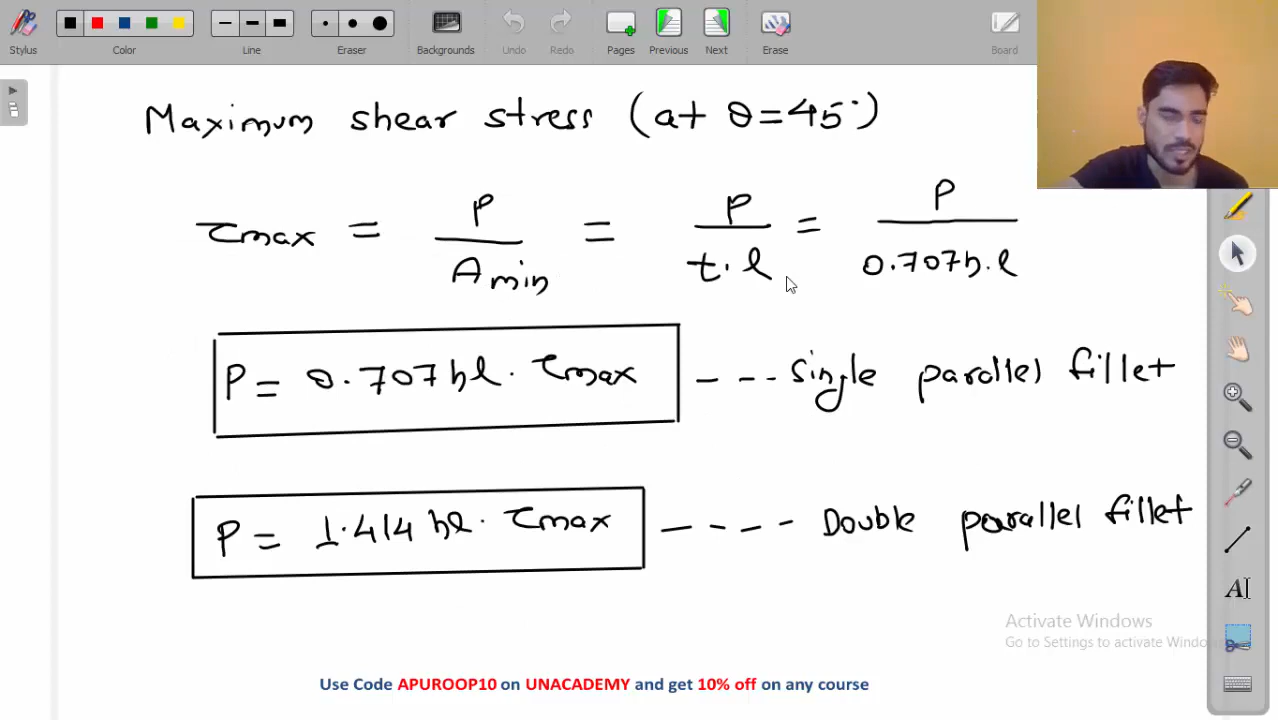 Stylus Color Line Eraser Backgrounds Undo Redo Pages Previous Next Erase Board
Maximum shear stress (at θ=45°)
τmax = P / Amin = P / t.l = P / 0.707h.l
P = 0.707hl. τmax --- Single parallel fillet
P = 1.414 hl. τmax ---- Double parallel fillet
Activate Windows
Go to Settings to activate Windows
Use Code APUROOP10 on UNACADEMY and get 10% off on any course